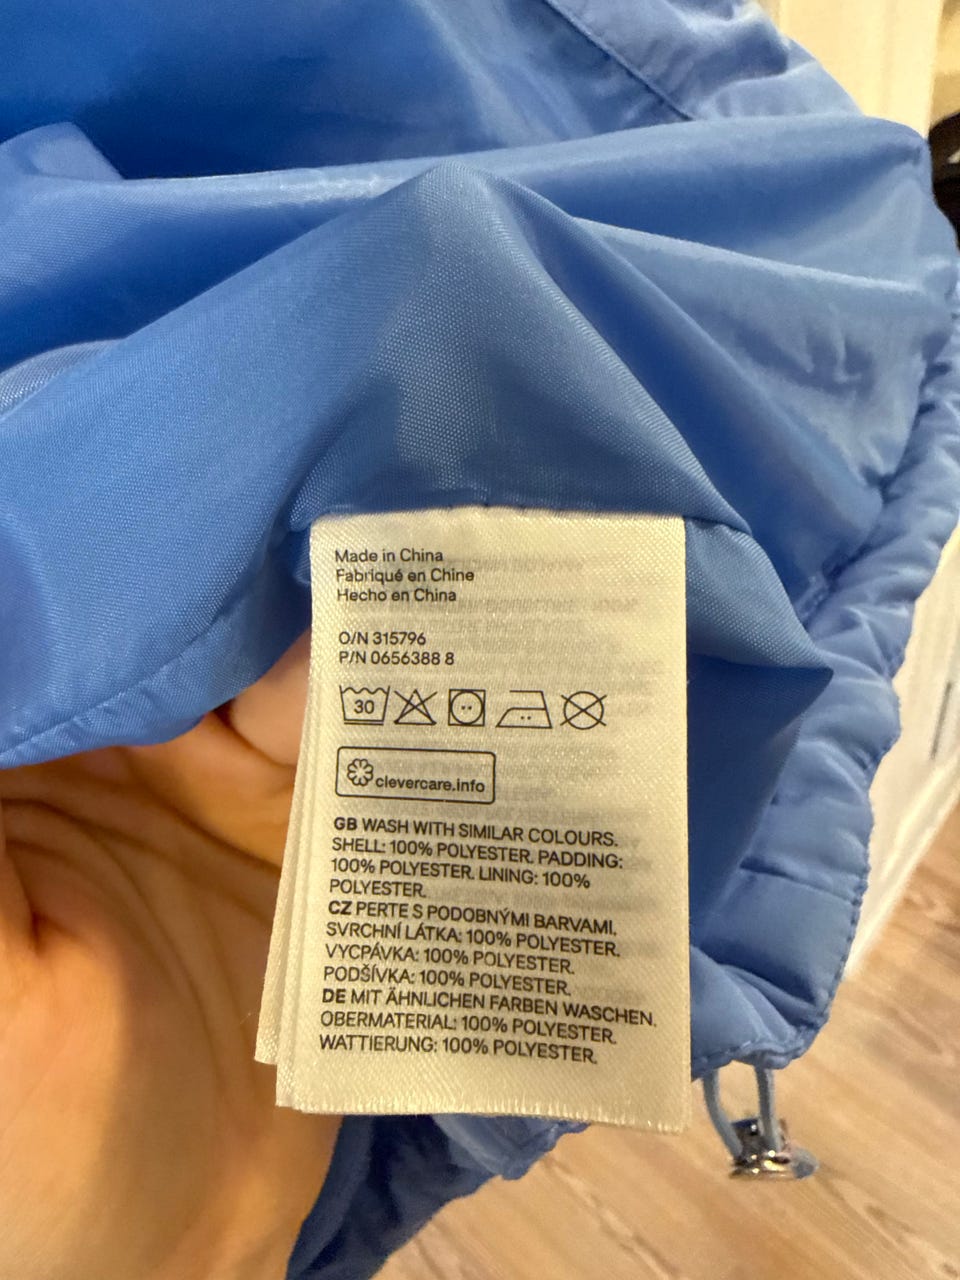 Made in China
Fabriqué en Chine
Hecho en China
O/N 315796
P/N 0656388 8
30
clevercare.info
GB WASH WITH SIMILAR COLOURS.
SHELL: 100% POLYESTER. PADDING:
100% POLYESTER. LINING: 100%
POLYESTER.
CZ PERTE S PODOBNÝMI BARVAMI.
SVRCHNÍ LÁTKA: 100% POLYESTER.
VYCPÁVKA: 100% POLYESTER.
PODŠÍVKA: 100% POLYESTER.
DE MIT ÄHNLICHEN FARBEN WASCHEN.
OBERMATERIAL: 100% POLYESTER.
WATTIERUNG: 100% POLYESTER.